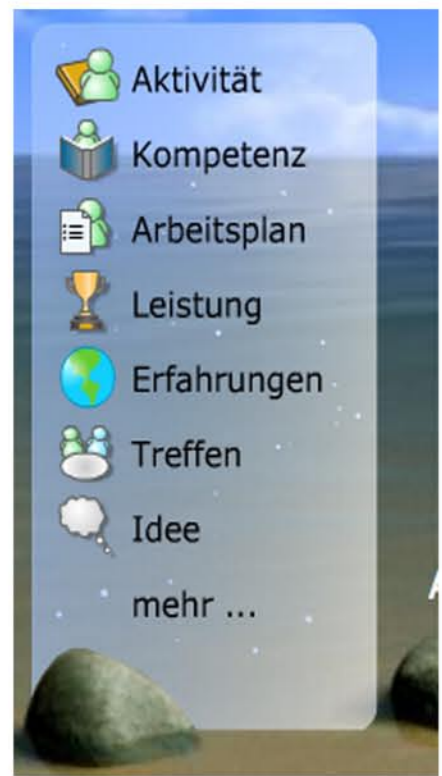 Aktivität
Kompetenz
Arbeitsplan
Leistung
Erfahrungen
Treffen
Idee
mehr ...